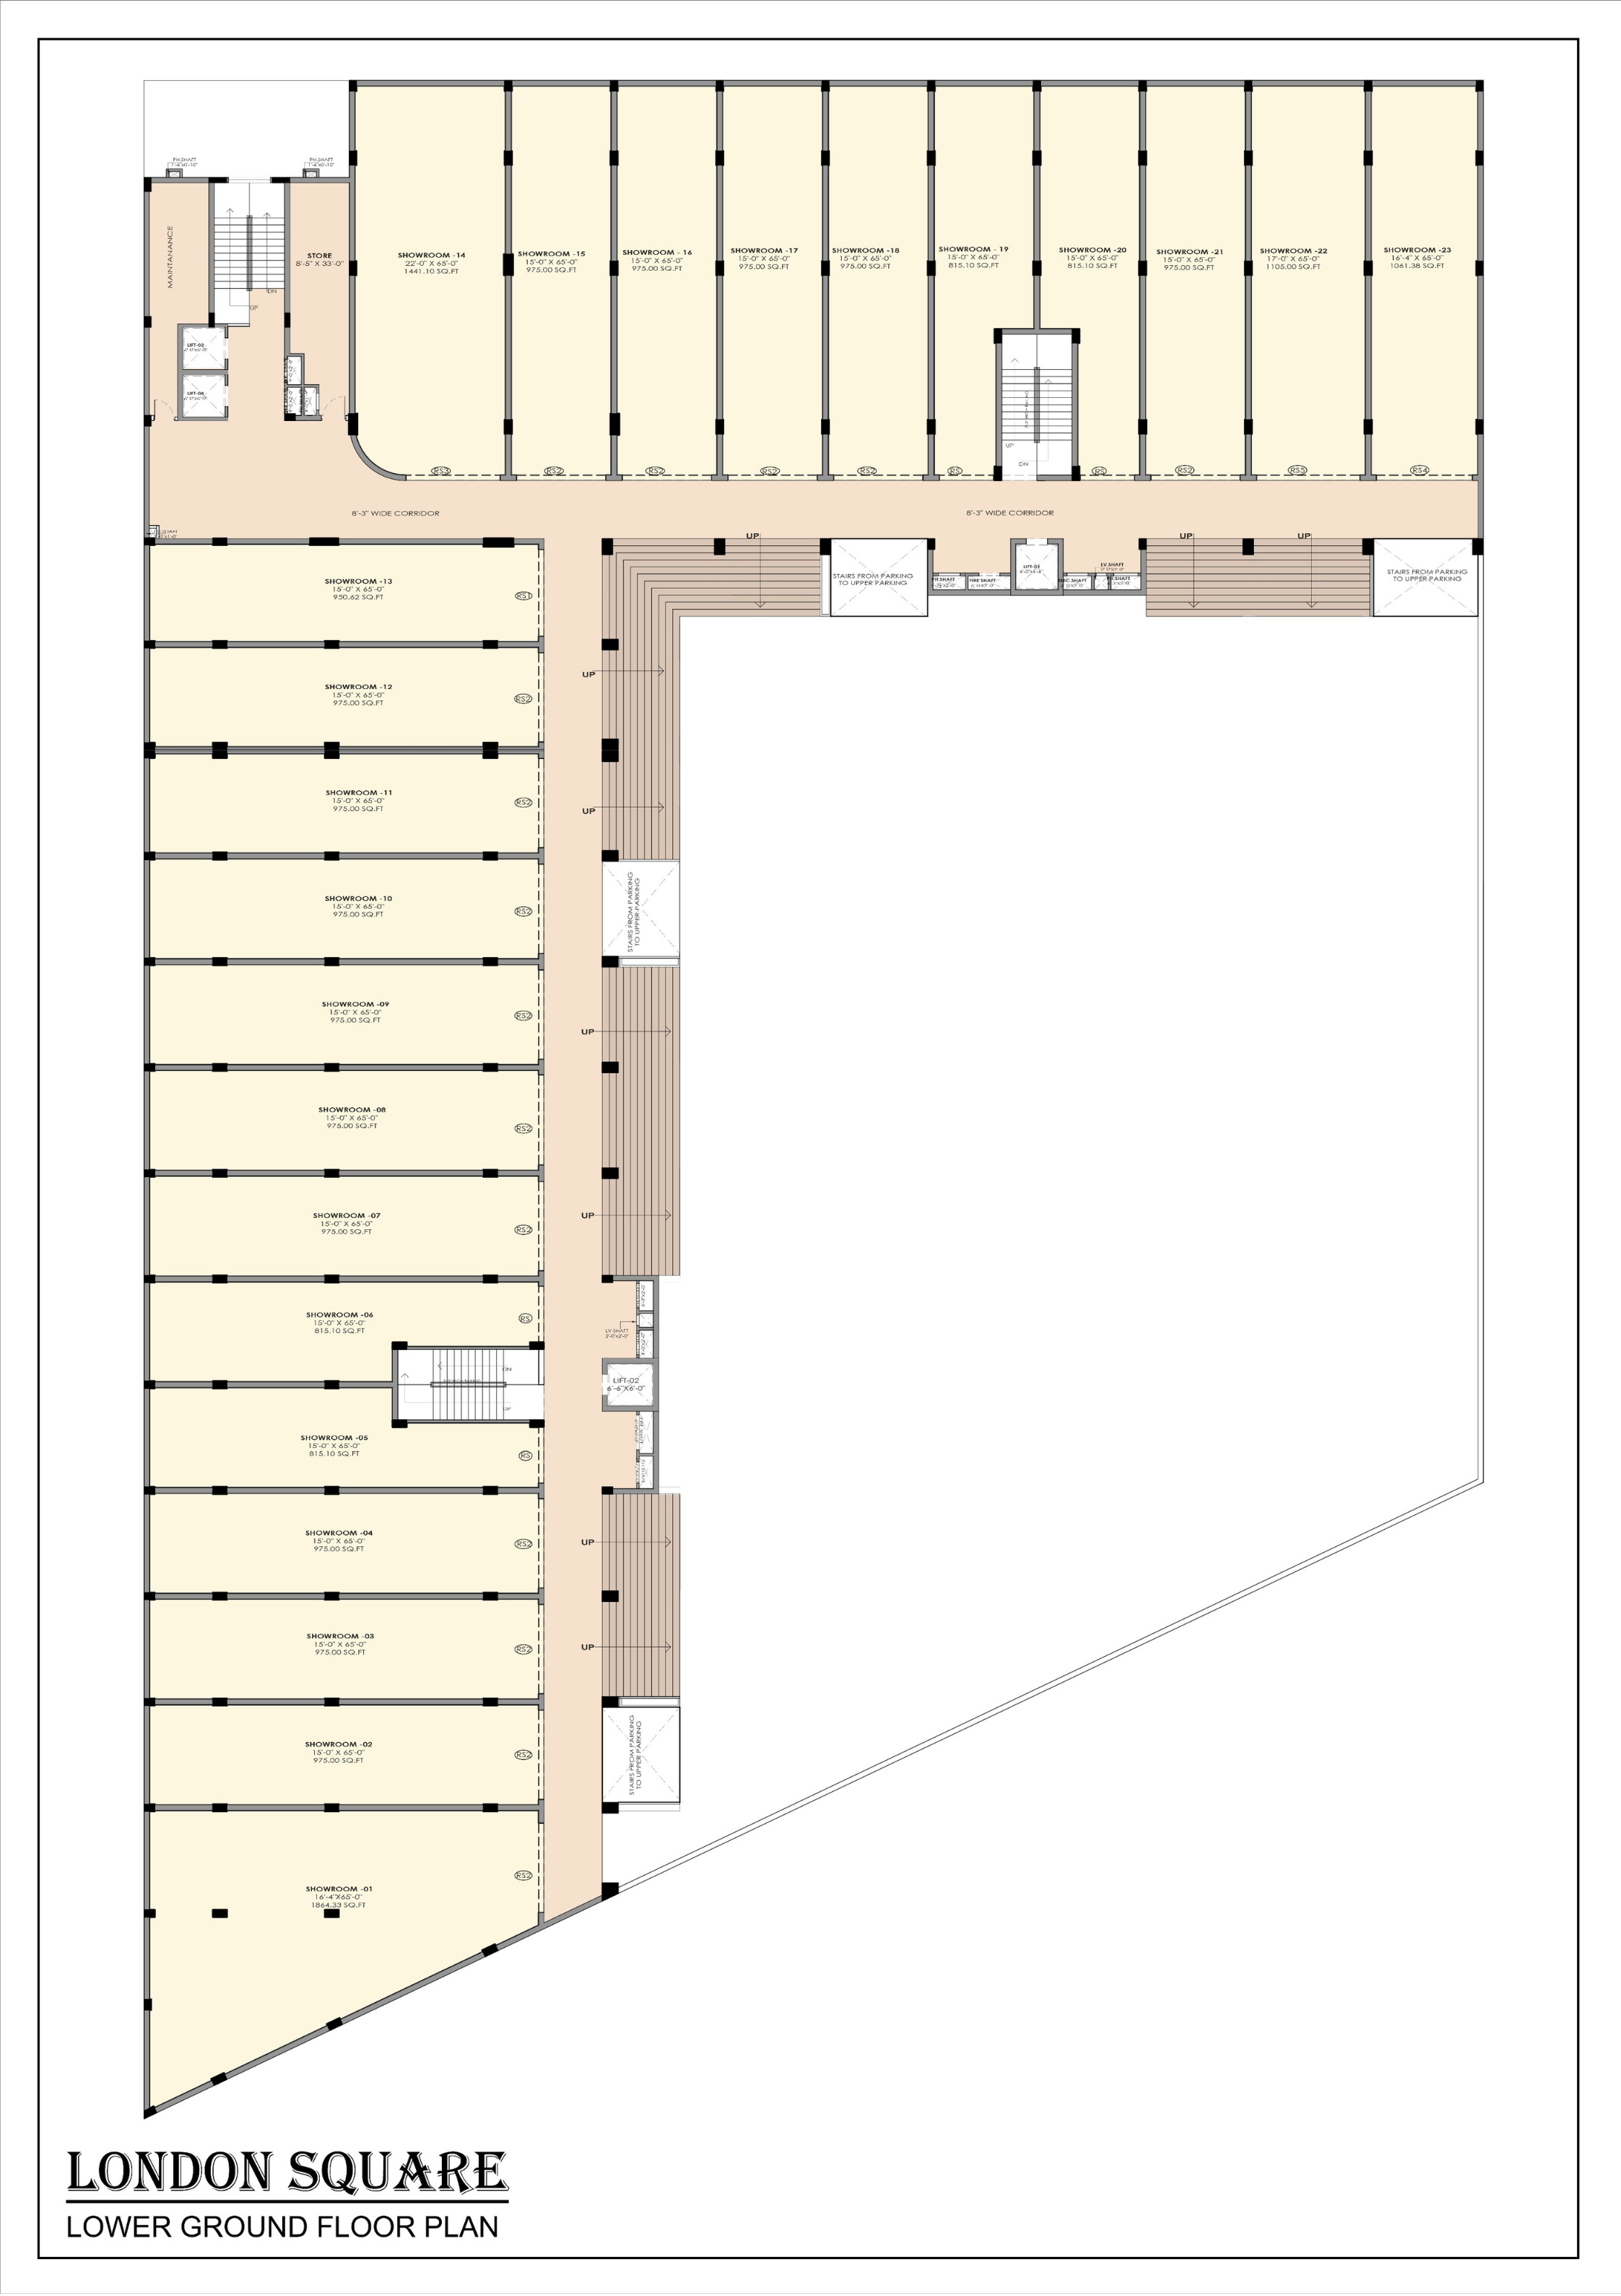 PH.SHAFT
1'-6"X0'-10"
PH.SHAFT
1'-6"X0'-10"
MAINTANANCE
DN
UP
STORE
8'-5" X 33'-0"
LIFT-03
LIFT-04
SHOWROOM -14
22'-0" X 65'-0"
1441.10 SQ.FT
SHOWROOM -15
15'-0" X 65'-0"
975.00 SQ.FT
SHOWROOM - 16
15'-0" X 65'-0"
975.00 SQ.FT
SHOWROOM -17
15'-0" X 65'-0"
975.00 SQ.FT
SHOWROOM -18
15'-0" X 65'-0"
975.00 SQ.FT
SHOWROOM - 19
15'-0" X 65'-0"
815.10 SQ.FT
SHOWROOM -20
15'-0" X 65'-0"
815.10 SQ.FT
SHOWROOM -21
15'-0" X 65'-0"
975.00 SQ.FT
SHOWROOM -22
17'-0" X 65'-0"
1105.00 SQ.FT
SHOWROOM -23
16'-4" X 65'-0"
1061.38 SQ.FT
UP
DN
RS3
RS2
RS2
RS2
RS2
RS
RS
RS2
RS5
RS4
8'-3" WIDE CORRIDOR
8'-3" WIDE CORRIDOR
UP
UP
UP
STAIRS FROM PARKING
TO UPPER PARKING
PH.SHAFT
FIRE SHAFT
LV.SHAFT
STAIRS FROM PARKING
TO UPPER PARKING
SHOWROOM -13
15'-0" X 65'-0"
950.62 SQ.FT
RS1
SHOWROOM -12
15'-0" X 65'-0"
975.00 SQ.FT
RS2
UP
SHOWROOM -11
15'-0" X 65'-0"
975.00 SQ.FT
RS2
UP
SHOWROOM -10
15'-0" X 65'-0"
975.00 SQ.FT
RS2
STAIRS FROM PARKING
TO UPPER PARKING
SHOWROOM -09
15'-0" X 65'-0"
975.00 SQ.FT
RS2
UP
SHOWROOM -08
15'-0" X 65'-0"
975.00 SQ.FT
RS2
SHOWROOM -07
15'-0" X 65'-0"
975.00 SQ.FT
RS2
UP
SHOWROOM -06
15'-0" X 65'-0"
815.10 SQ.FT
RS
LV.SHAFT
2'-0"X2'-0"
DN
UP
LIFT-02
6'-6"X6'-0"
SHOWROOM -05
15'-0" X 65'-0"
815.10 SQ.FT
RS
SHOWROOM -04
15'-0" X 65'-0"
975.00 SQ.FT
RS2
UP
SHOWROOM -03
15'-0" X 65'-0"
975.00 SQ.FT
RS2
UP
SHOWROOM -02
15'-0" X 65'-0"
975.00 SQ.FT
RS2
STAIRS FROM PARKING
TO UPPER PARKING
SHOWROOM -01
16'-4"X65'-0"
1864.33 SQ.FT
RS2
LONDON SQUARE
LOWER GROUND FLOOR PLAN